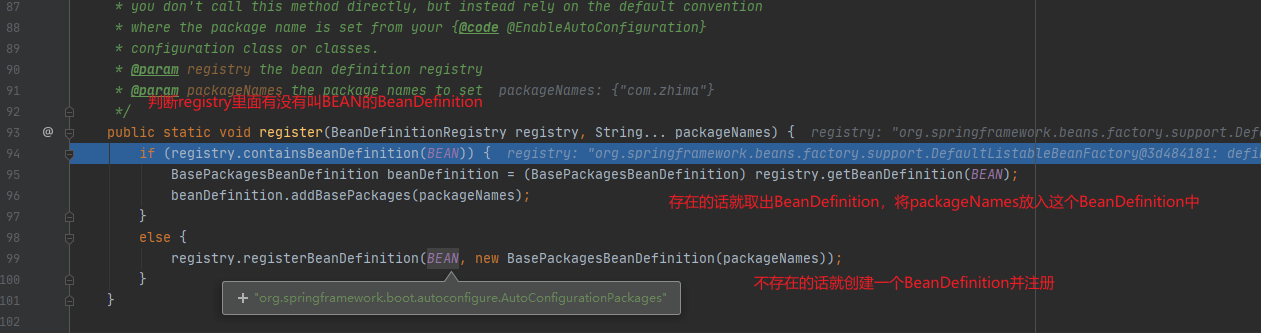 87 * you don't call this method directly, but instead rely on the default convention
88 * where the package name is set from your {@code @EnableAutoConfiguration}
89 * configuration class or classes.
90 * @param registry the bean definition registry
91 * @param packageNames the package names to set packageNames: {"com.zhima"}
判断registry里面有没有叫BEAN的BeanDefinition
92 */
93 @ public static void register(BeanDefinitionRegistry registry, String... packageNames) { registry: "org.springframework.beans.factory.support.Defa
94 if (registry.containsBeanDefinition(BEAN)) { registry: "org.springframework.beans.factory.support.DefaultListableBeanFactory@3d484181: defi
95 BasePackagesBeanDefinition beanDefinition = (BasePackagesBeanDefinition) registry.getBeanDefinition(BEAN);
96 beanDefinition.addBasePackages(packageNames);
存在的话就取出BeanDefinition，将packageNames放入这个BeanDefinition中
97 }
98 else {
99 registry.registerBeanDefinition(BEAN, new BasePackagesBeanDefinition(packageNames));
100 }
不存在的话就创建一个BeanDefinition并注册
+ "org.springframework.boot.autoconfigure.AutoConfigurationPackages"
101 }
102